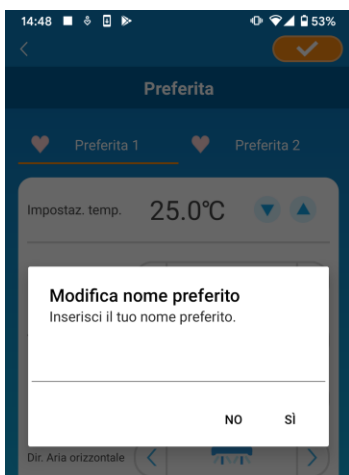 14:48 53%
Preferita
Preferita 1 Preferita 2
Impostaz. temp. 25.0°C
Modifica nome preferito
Inserisci il tuo nome preferito.
NO SÌ
Dir. Aria orizzontale